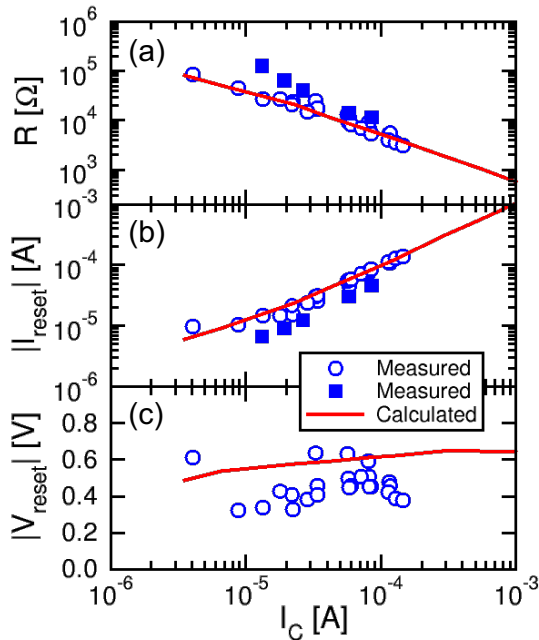 10^6
(a)
10^5
10^4
10^3
R [Ω]
10^-3
(b)
10^-4
10^-5
10^-6
|I_reset| [A]
Measured
Measured
Calculated
(c)
0.8
0.6
0.4
0.2
0.0
|V_reset| [V]
10^-6 10^-5 10^-4 10^-3
I_C [A]